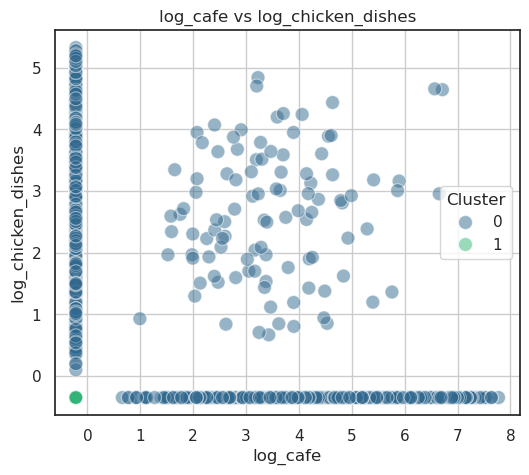 log_cafe vs log_chicken_dishes
log_chicken_dishes
5
4
3
2
1
0
Cluster
0
1
0 1 2 3 4 5 6 7 8
log_cafe